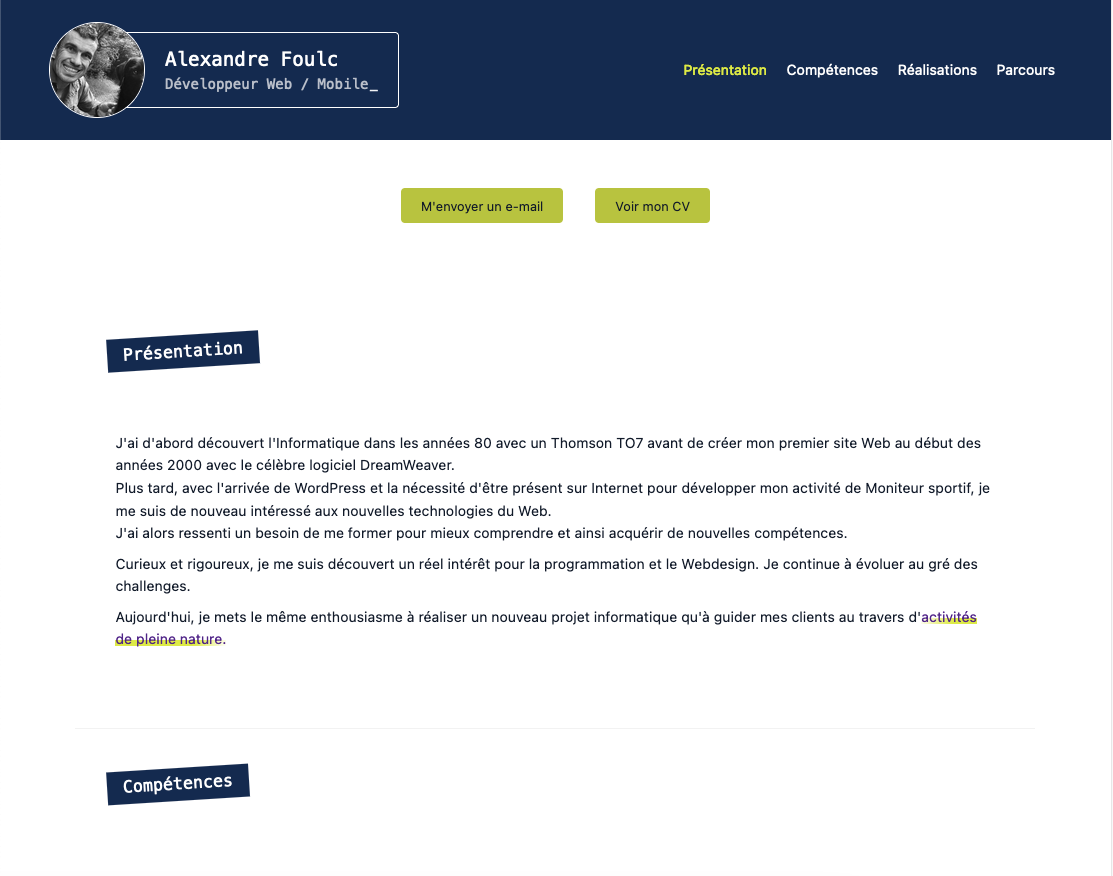 Alexandre Foulc
Développeur Web / Mobile_
Présentation Compétences Réalisations Parcours
M'envoyer un e-mail Voir mon CV
Présentation
J'ai d'abord découvert l'Informatique dans les années 80 avec un Thomson TO7 avant de créer mon premier site Web au début des
années 2000 avec le célèbre logiciel DreamWeaver.
Plus tard, avec l'arrivée de WordPress et la nécessité d'être présent sur Internet pour développer mon activité de Moniteur sportif, je
me suis de nouveau intéressé aux nouvelles technologies du Web.
J'ai alors ressenti un besoin de me former pour mieux comprendre et ainsi acquérir de nouvelles compétences.
Curieux et rigoureux, je me suis découvert un réel intérêt pour la programmation et le Webdesign. Je continue à évoluer au gré des
challenges.
Aujourd'hui, je mets le même enthousiasme à réaliser un nouveau projet informatique qu'à guider mes clients au travers d'activités
de pleine nature.
Compétences